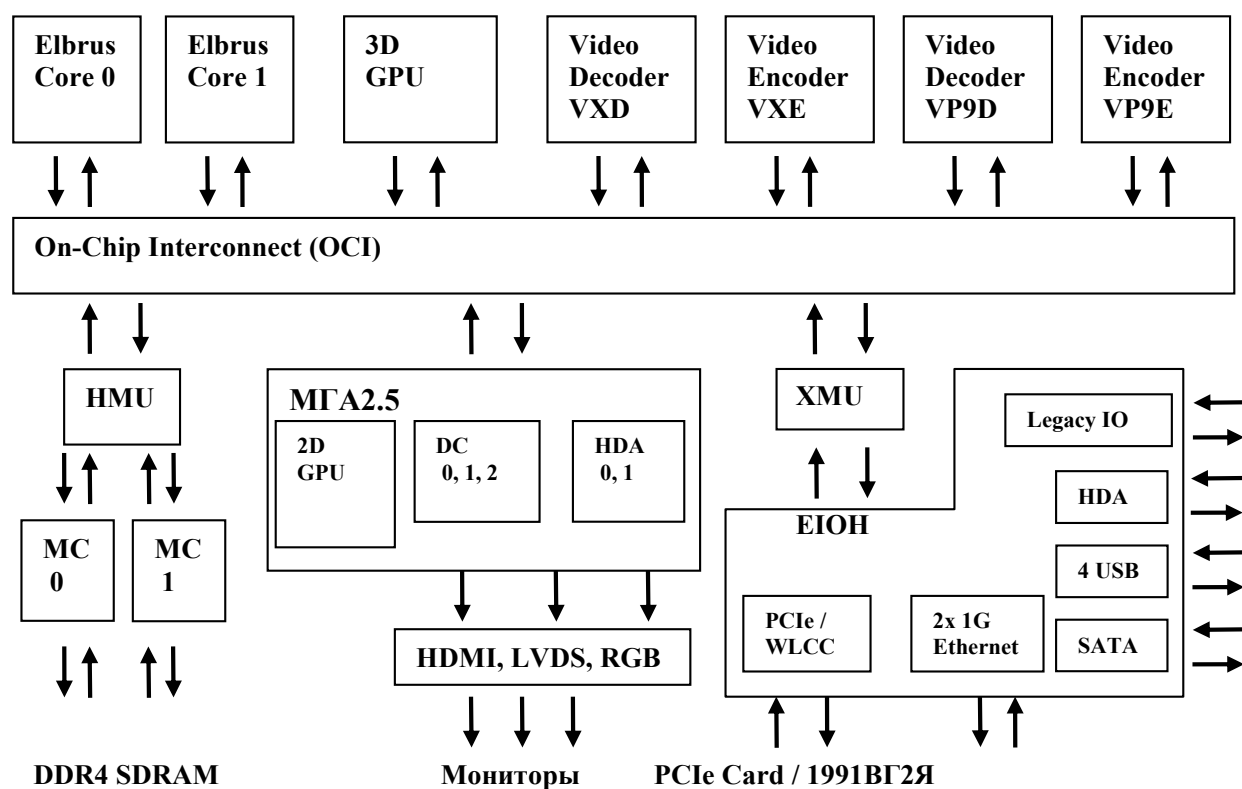 Elbrus
Core 0
Elbrus
Core 1
3D
GPU
Video
Decoder
VXD
Video
Encoder
VXE
Video
Decoder
VP9D
Video
Encoder
VP9E
On-Chip Interconnect (OCI)
HMU
MC
0
MC
1
МГА2.5
2D
GPU
DC
0, 1, 2
HDA
0, 1
HDMI, LVDS, RGB
XMU
EIOH
Legacy IO
HDA
4 USB
SATA
PCIe /
WLCC
2x 1G
Ethernet
DDR4 SDRAM
Мониторы
PCIe Card / 1991ВГ2Я